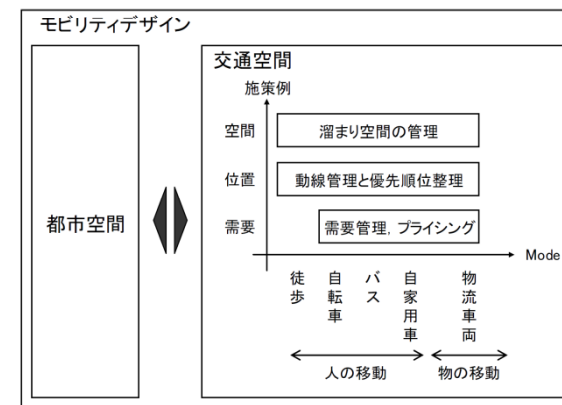 モビリティデザイン
都市空間
交通空間
施策例
空間
溜まり空間の管理
位置
動線管理と優先順位整理
需要
需要管理，プライシング
Mode
徒歩
自転車
バス
自家用車
物流車両
人の移動
物の移動